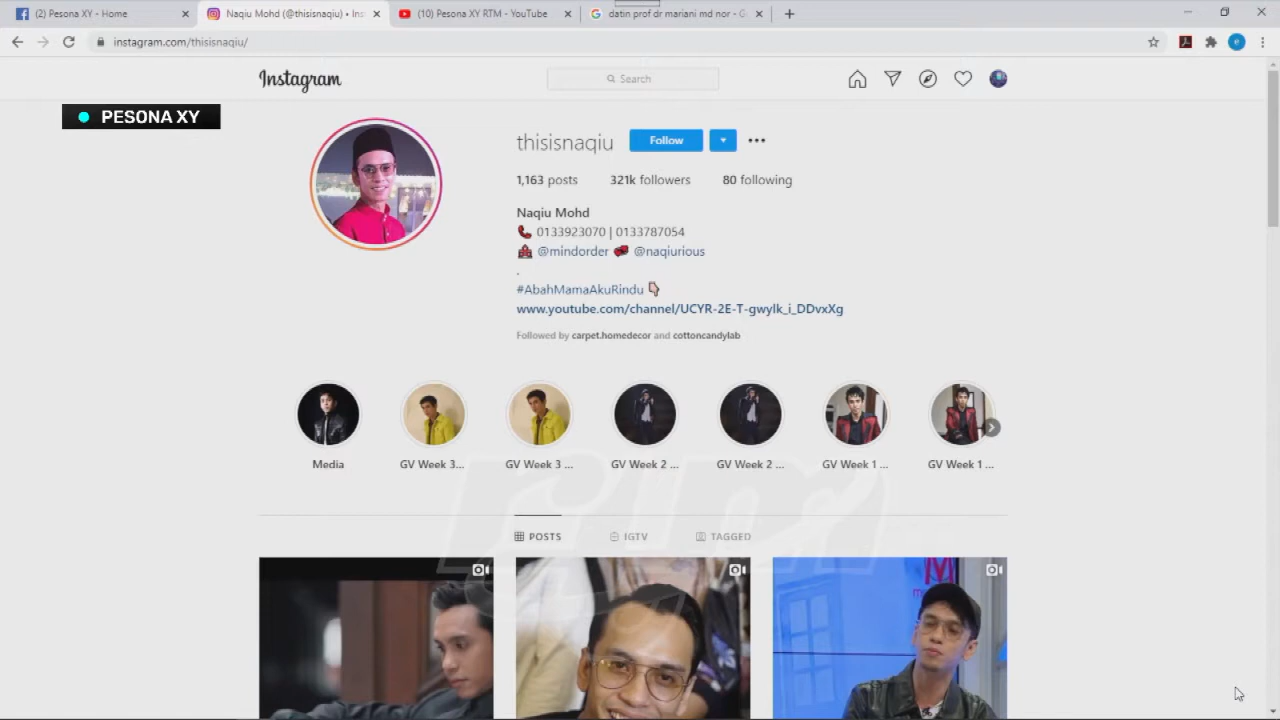 (2) Pesona XY - Home
Naqiu Mohd (@thisisnaqiu) • Ins
(10) Pesona XY RTM - YouTube
datin prof dr mariani md nor - G
instagram.com/thisisnaqiu/
Instagram
Search
PESONA XY
thisisnaqiu
Follow
1,163 posts 321k followers 80 following
Naqiu Mohd
0133923070 | 0133787054
@mindorder @naqiurious
.
#AbahMamaAkuRindu
www.youtube.com/channel/UCYR-2E-T-gwylk_i_DDvxXg
Followed by carpet.homedecor and cottoncandylab
Media
GV Week 3...
GV Week 3 ...
GV Week 2 ...
GV Week 2 ...
GV Week 1 ...
GV Week 1 ...
POSTS
IGTV
TAGGED